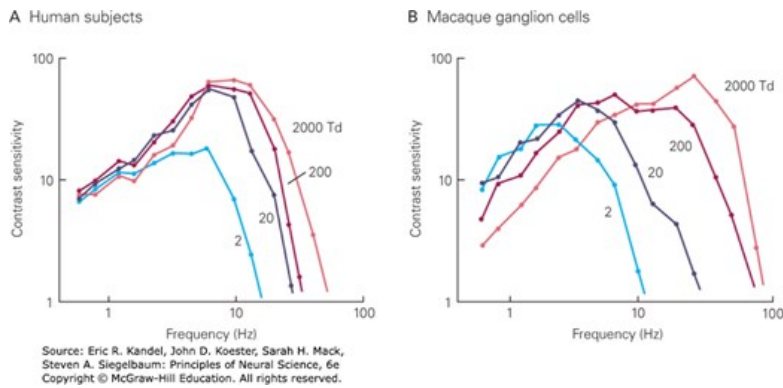 A Human subjects
100
10
1
Contrast sensitivity
2000 Td
200
20
2
1
10
100
Frequency (Hz)
B Macaque ganglion cells
100
10
1
Contrast sensitivity
2000 Td
200
20
2
1
10
100
Frequency (Hz)
Source: Eric R. Kandel, John D. Koester, Sarah H. Mack,
Steven A. Siegelbaum: Principles of Neural Science, 6e
Copyright © McGraw-Hill Education. All rights reserved.